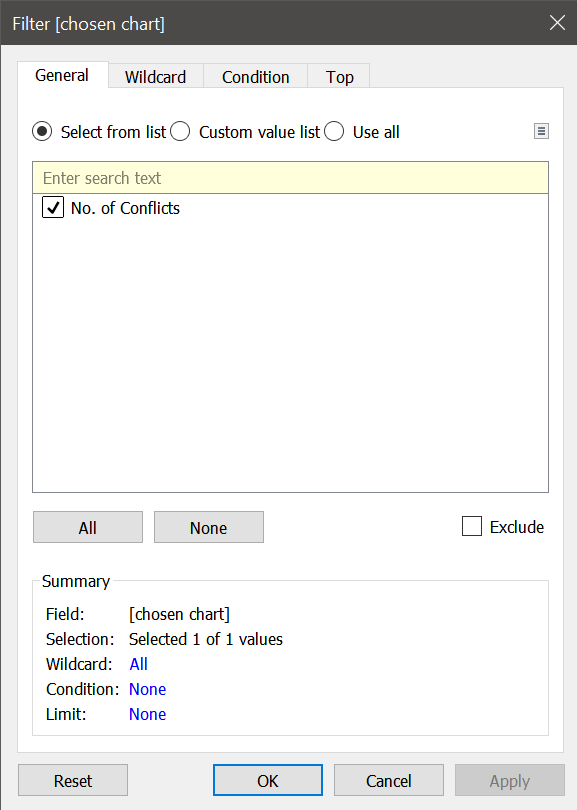 Filter [chosen chart]
General Wildcard Condition Top
Select from list Custom value list Use all
Enter search text
No. of Conflicts
All None Exclude
Summary
Field: [chosen chart]
Selection: Selected 1 of 1 values
Wildcard: All
Condition: None
Limit: None
Reset OK Cancel Apply